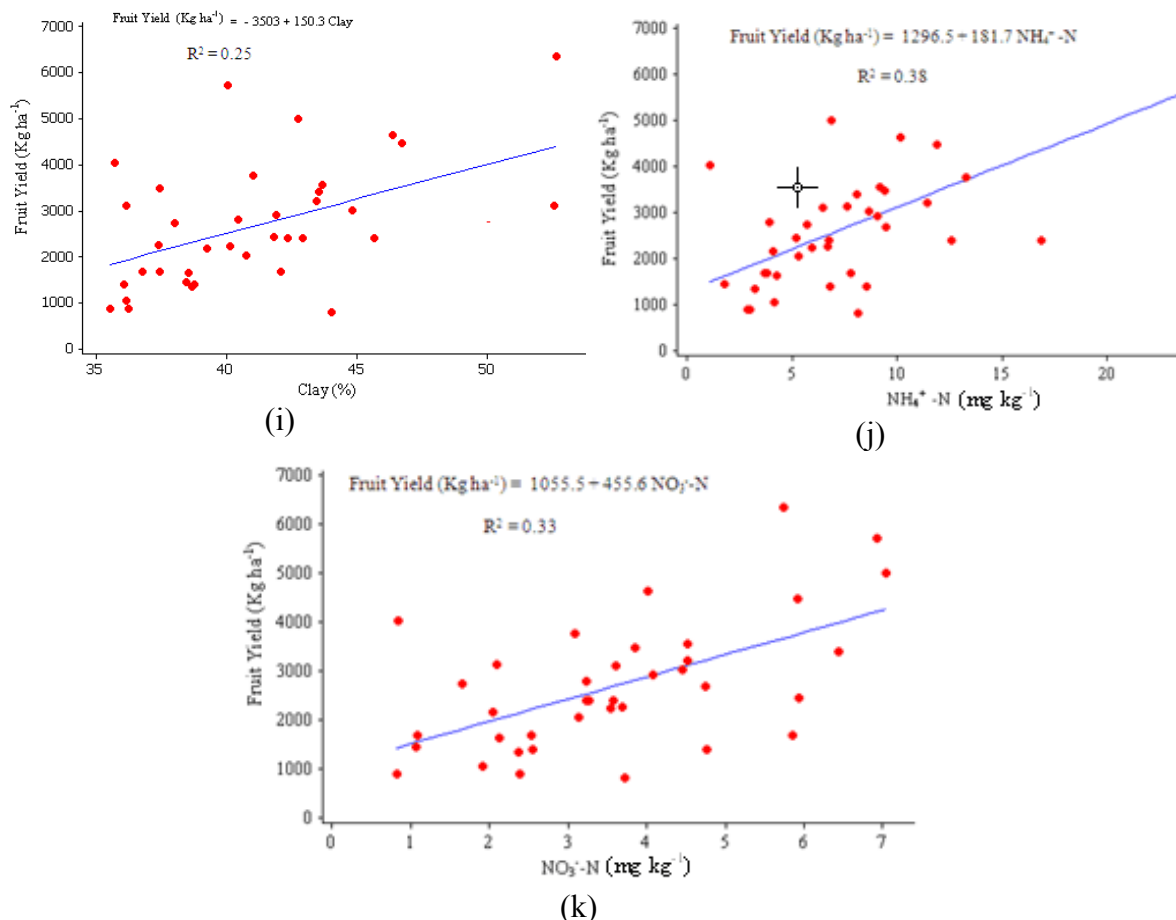 Fruit Yield (Kg ha⁻¹) = - 3503 + 150.3 Clay
R² = 0.25
Fruit Yield (Kg ha⁻¹)
7000
6000
5000
4000
3000
2000
1000
0
35
40
45
50
Clay (%)
(i)
Fruit Yield (Kg ha⁻¹) = 1296.5 + 181.7 NH₄⁺ -N
R² = 0.38
Fruit Yield (Kg ha⁻¹)
7000
6000
5000
4000
3000
2000
1000
0
0
5
10
15
20
NH₄⁺ -N (mg kg⁻¹)
(j)
Fruit Yield (Kg ha⁻¹) = 1055.5 + 455.6 NO₃⁻-N
R² = 0.33
Fruit Yield (Kg ha⁻¹)
7000
6000
5000
4000
3000
2000
1000
0
0
1
2
3
4
5
6
7
NO₃⁻-N (mg kg⁻¹)
(k)